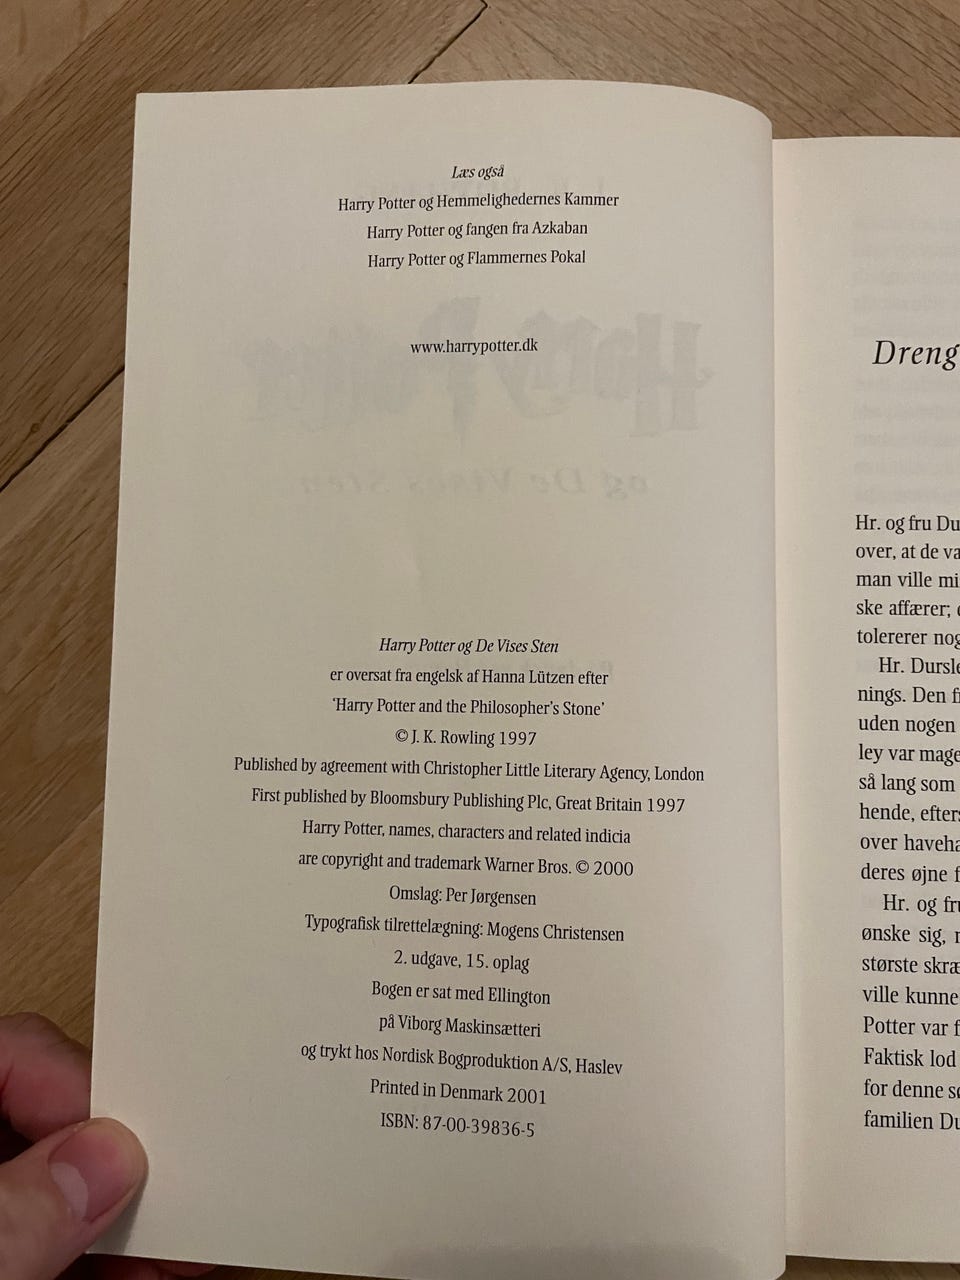 Læs også
Harry Potter og Hemmelighedernes Kammer
Harry Potter og fangen fra Azkaban
Harry Potter og Flammernes Pokal
www.harrypotter.dk
Harry Potter og De Vises Sten
er oversat fra engelsk af Hanna Lützen efter
‘Harry Potter and the Philosopher’s Stone’
© J. K. Rowling 1997
Published by agreement with Christopher Little Literary Agency, London
First published by Bloomsbury Publishing Plc, Great Britain 1997
Harry Potter, names, characters and related indicia
are copyright and trademark Warner Bros. © 2000
Omslag: Per Jørgensen
Typografisk tilrettelægning: Mogens Christensen
2. udgave, 15. oplag
Bogen er sat med Ellington
på Viborg Maskinsætteri
og trykt hos Nordisk Bogproduktion A/S, Haslev
Printed in Denmark 2001
ISBN: 87-00-39836-5
Dreng
Hr. og fru Du
over, at de va
man ville mi
ske affærer;
tolererer nog
Hr. Dursle
nings. Den f
uden nogen
ley var mage
så lang som
hende, efter
over haveha
deres øjne f
Hr. og fru
ønske sig,
største skræ
ville kunne
Potter var f
Faktisk lod
for denne sø
familien Du